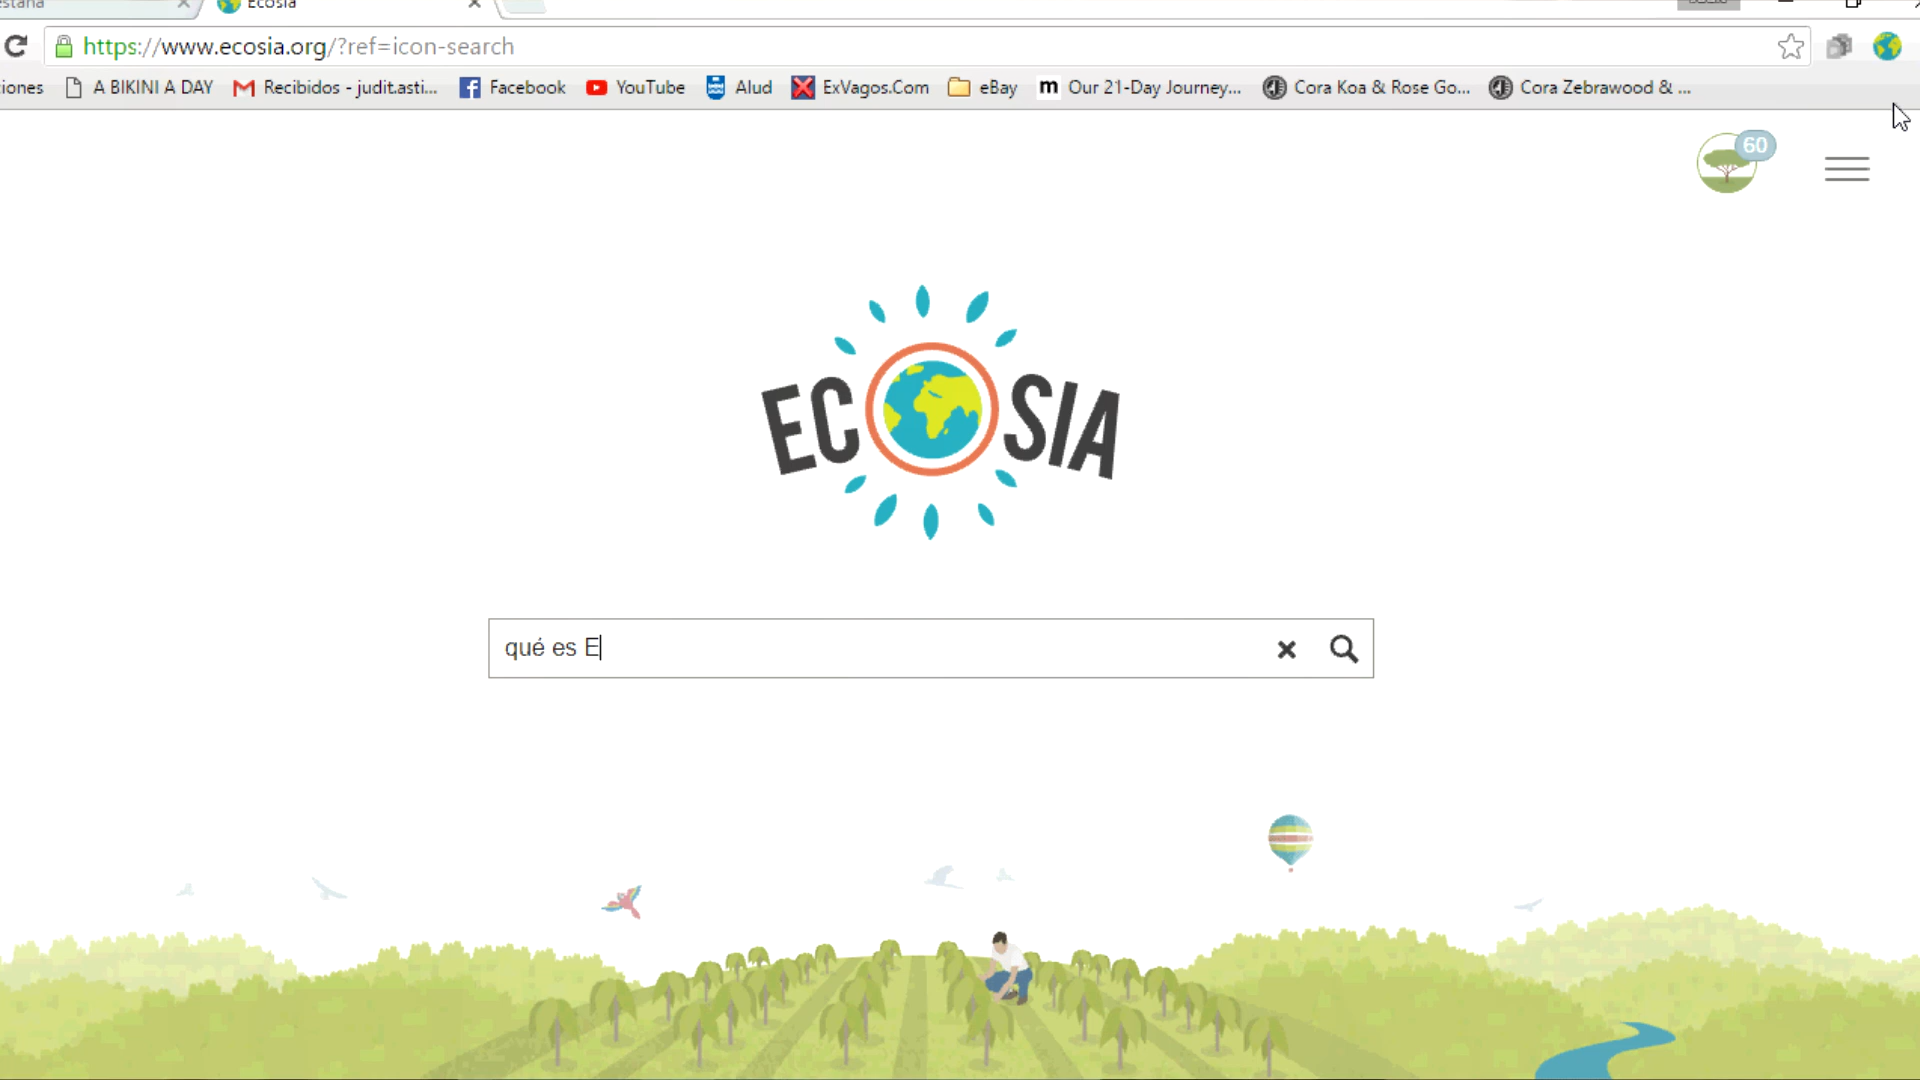 Ecosia
https://www.ecosia.org/?ref=icon-search
iones A BIKINI A DAY Recibidos - judit.asti... Facebook YouTube Alud ExVagos.Com eBay m Our 21-Day Journey... Cora Koa & Rose Go... Cora Zebrawood & ...
60
ECOSIA
qué es E